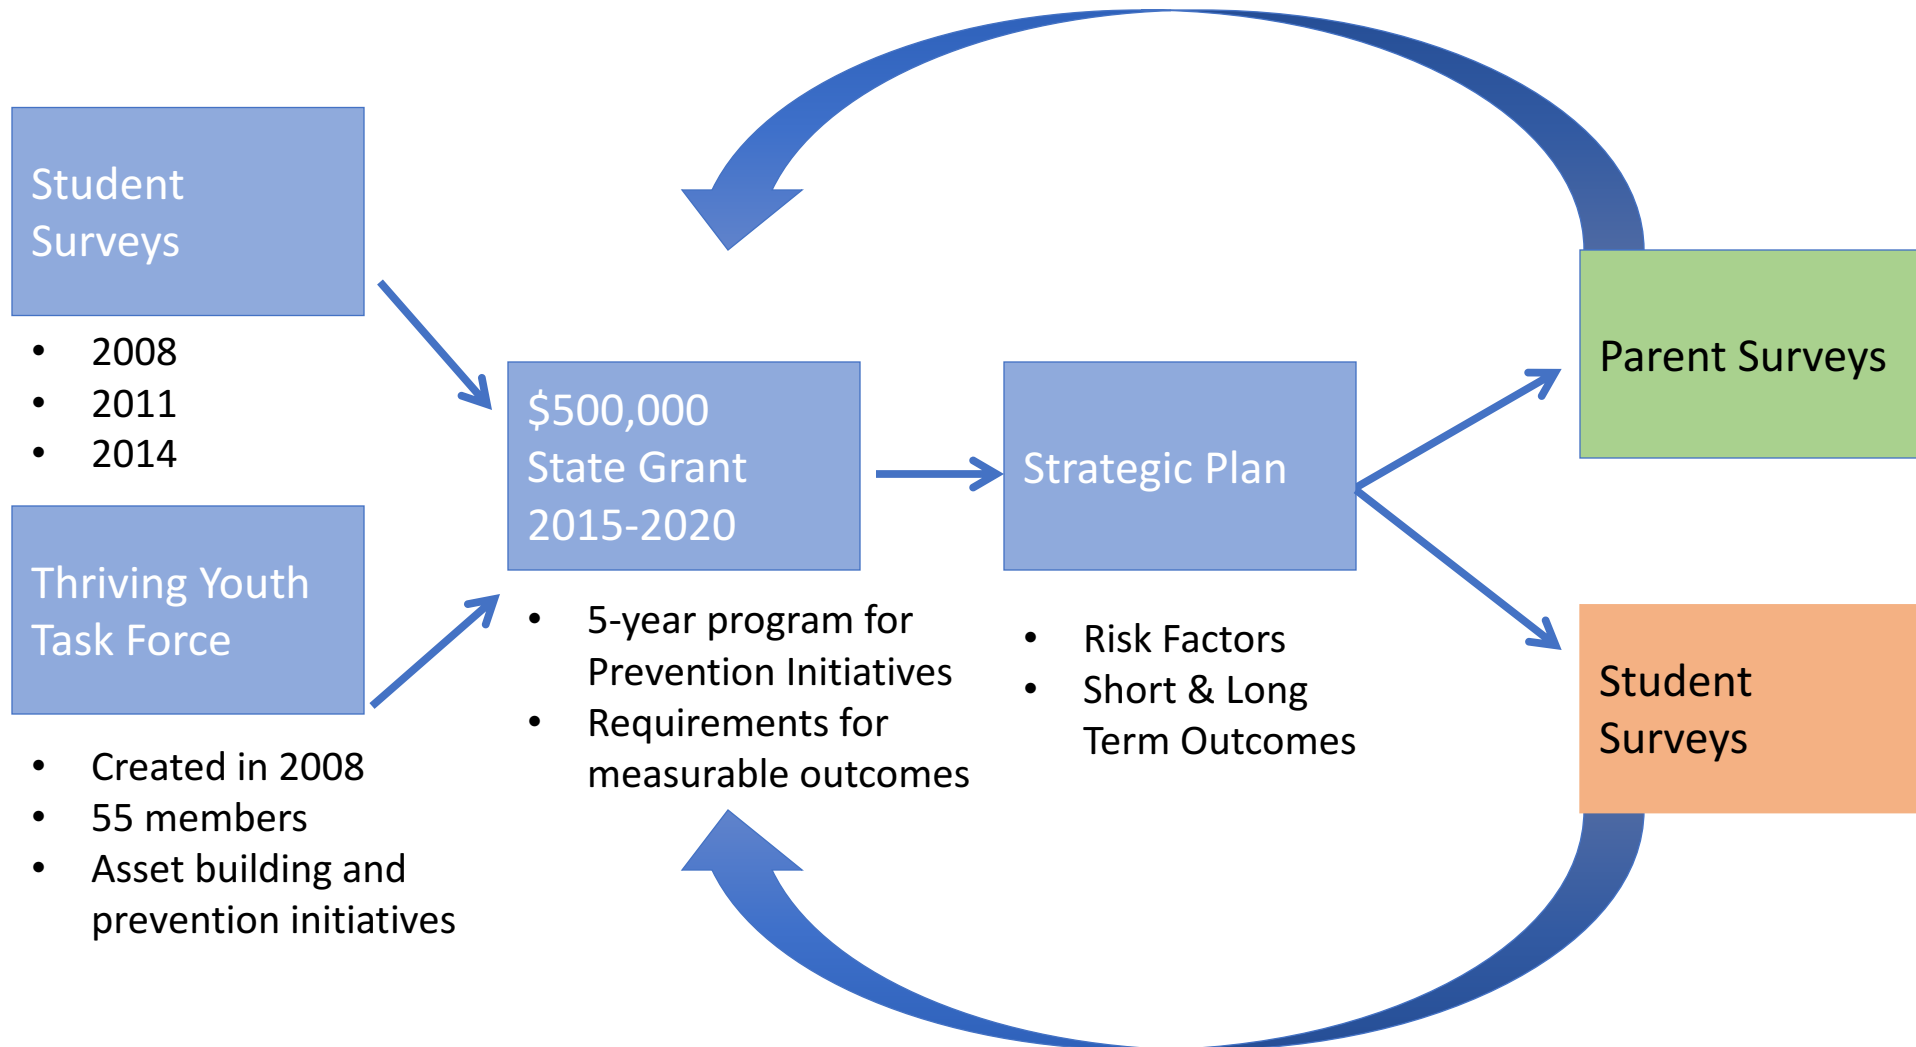 Student
Surveys
• 2008
• 2011
• 2014
Thriving Youth
Task Force
• Created in 2008
• 55 members
• Asset building and
prevention initiatives
$500,000
State Grant
2015-2020
• 5-year program for
Prevention Initiatives
• Requirements for
measurable outcomes
Strategic Plan
• Risk Factors
• Short & Long
Term Outcomes
Parent Surveys
Student
Surveys